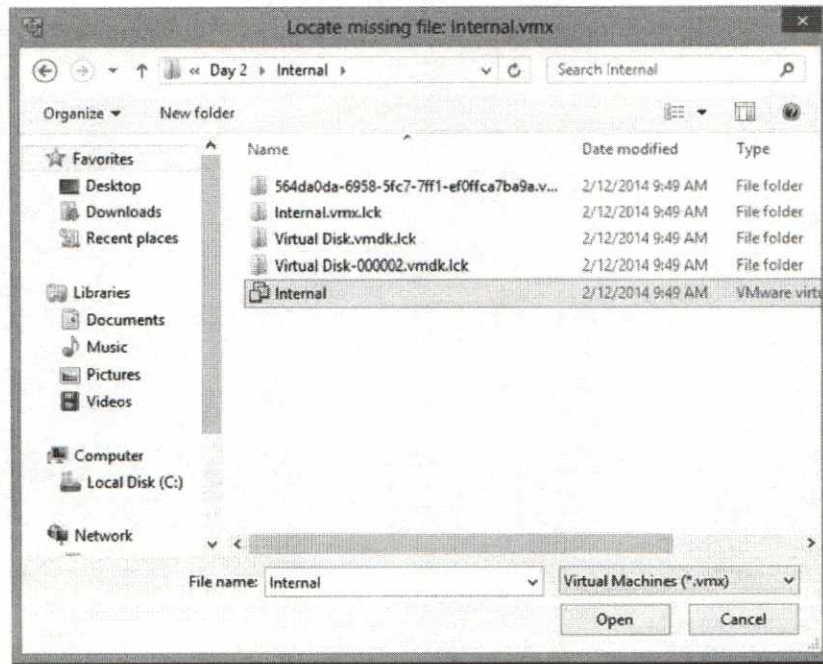 Locate missing file: Internal.vmx
« Day 2 ▸ Internal ▸
Search Internal
Organize
New folder
Name
Date modified
Type
Favorites
Desktop
Downloads
Recent places
Libraries
Documents
Music
Pictures
Videos
Computer
Local Disk (C:)
Network
564da0da-6958-5fc7-7ff1-ef0ffca7ba9a.v... 2/12/2014 9:49 AM File folder
Internal.vmx.lck 2/12/2014 9:49 AM File folder
Virtual Disk.vmdk.lck 2/12/2014 9:49 AM File folder
Virtual Disk-000002.vmdk.lck 2/12/2014 9:49 AM File folder
Internal 2/12/2014 9:49 AM VMware virtu
File name: Internal
Virtual Machines (*.vmx)
Open
Cancel